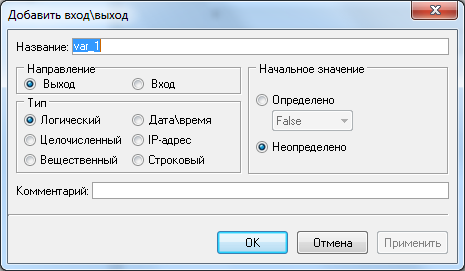 Добавить вход\выход
Название: var_1
Направление
Выход Вход
Тип
Логический Дата\время
Целочисленный IP-адрес
Вещественный Строковый
Начальное значение
Определено
False
Неопределено
Комментарий:
OK Отмена Применить